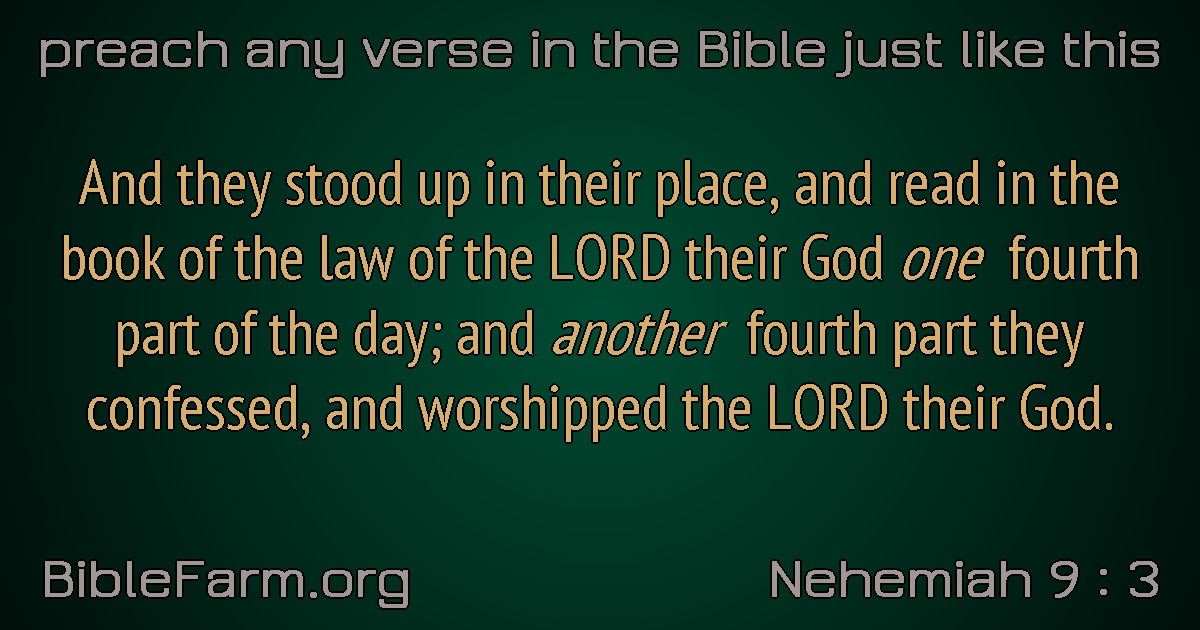 preach any verse in the Bible just like this
And they stood up in their place, and read in the
book of the law of the LORD their God one fourth
part of the day; and another fourth part they
confessed, and worshipped the LORD their God.
BibleFarm.org
Nehemiah 9 : 3